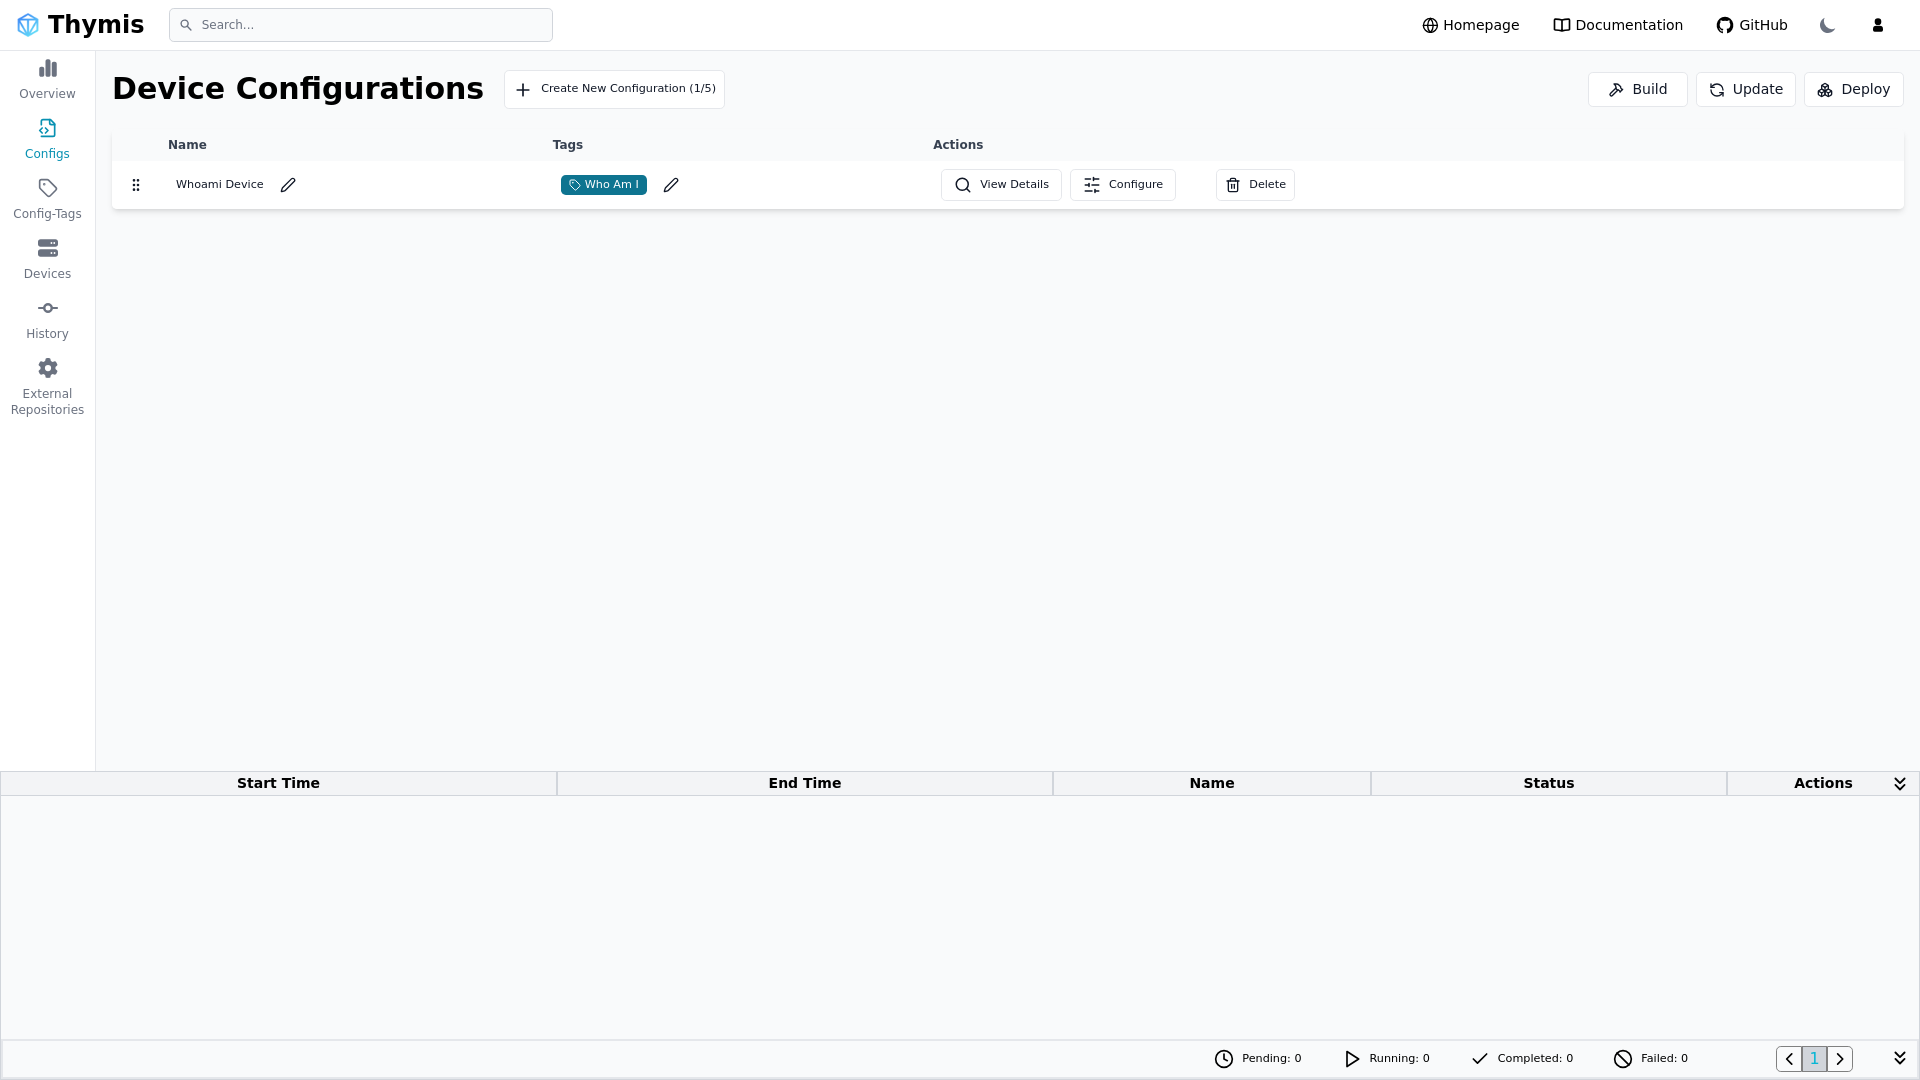 Thymis
Search...
Homepage
Documentation
GitHub
Overview
Configs
Config-Tags
Devices
History
External
Repositories
Device Configurations
Create New Configuration (1/5)
Build
Update
Deploy
Name
Tags
Actions
Whoami Device
Who Am I
View Details
Configure
Delete
Start Time
End Time
Name
Status
Actions
Pending: 0
Running: 0
Completed: 0
Failed: 0
1